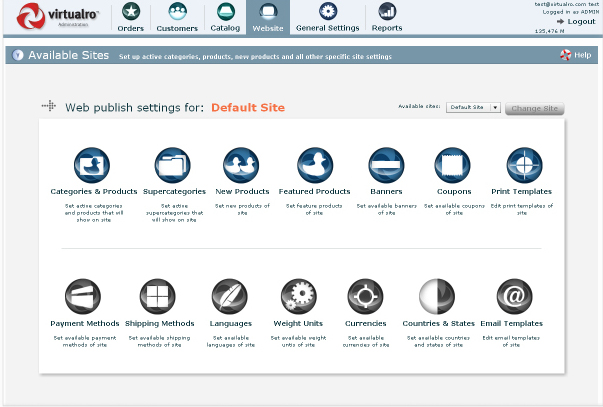 virtualro
Administration
Orders
Customers
Catalog
Website
General Settings
Reports
test@virtualro.com test
Logged in as ADMIN
Logout
135,476 M
Available Sites
Set up active categories, products, new products and all other specific site settings
Help
Web publish settings for: Default Site
Available sites:
Default Site
Change Site
Categories & Products
Supercategories
New Products
Featured Products
Banners
Coupons
Print Templates
Set active categories
and products that will
show on site
Set active
supercategories that
will show on site
Set new products of
site
Set feature products
of site
Set available banners
of site
Set available coupons
of site
Edit print templates of
site
Payment Methods
Shipping Methods
Languages
Weight Units
Currencies
Countries & States
Email Templates
Set available payment
methods of site
Set available shipping
methods of site
Set available
languages of site
Set available weight
untis of site
Set available
currencies of site
Set available countries
and states of site
Edit email templates
of site